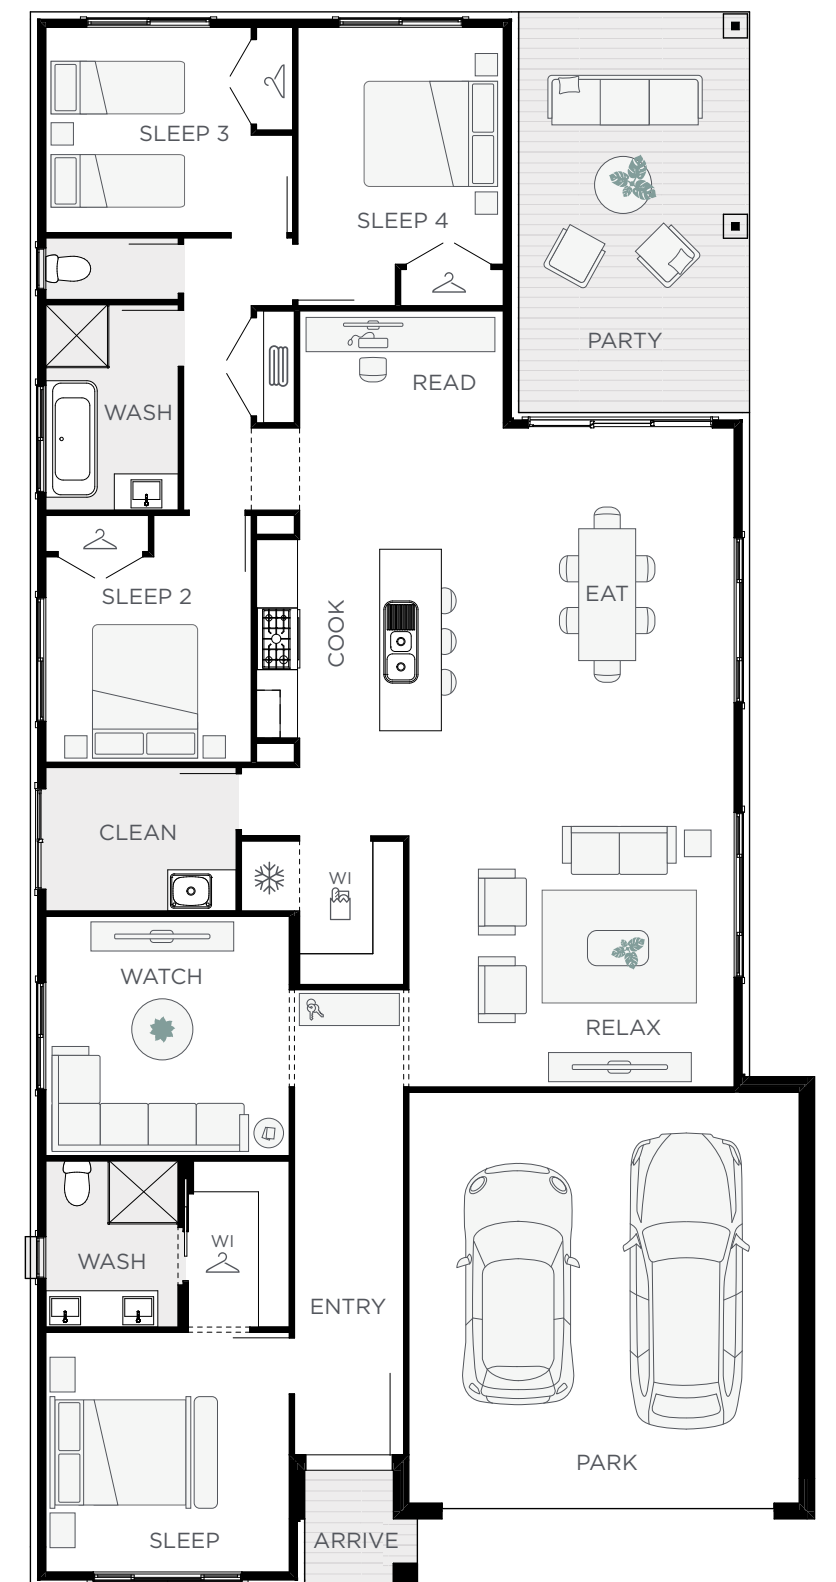 SLEEP 3
SLEEP 4
PARTY
READ
WASH
SLEEP 2
COOK
EAT
CLEAN
WI
WATCH
RELAX
WI
WASH
ENTRY
PARK
SLEEP
ARRIVE